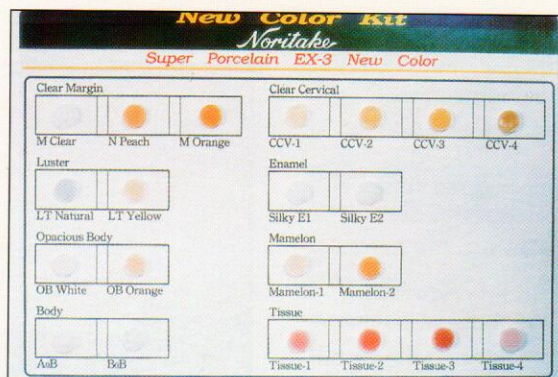 New Color Kit
Noritake
Super Porcelain EX-3 New Color
Clear Margin
M Clear N Peach M Orange
Clear Cervical
CCV-1 CCV-2 CCV-3 CCV-4
Luster
LT Natural LT Yellow
Enamel
Silky E1 Silky E2
Opacious Body
OB White OB Orange
Mamelon
Mamelon-1 Mamelon-2
Body
A₀B B₀B
Tissue
Tissue-1 Tissue-2 Tissue-3 Tissue-4